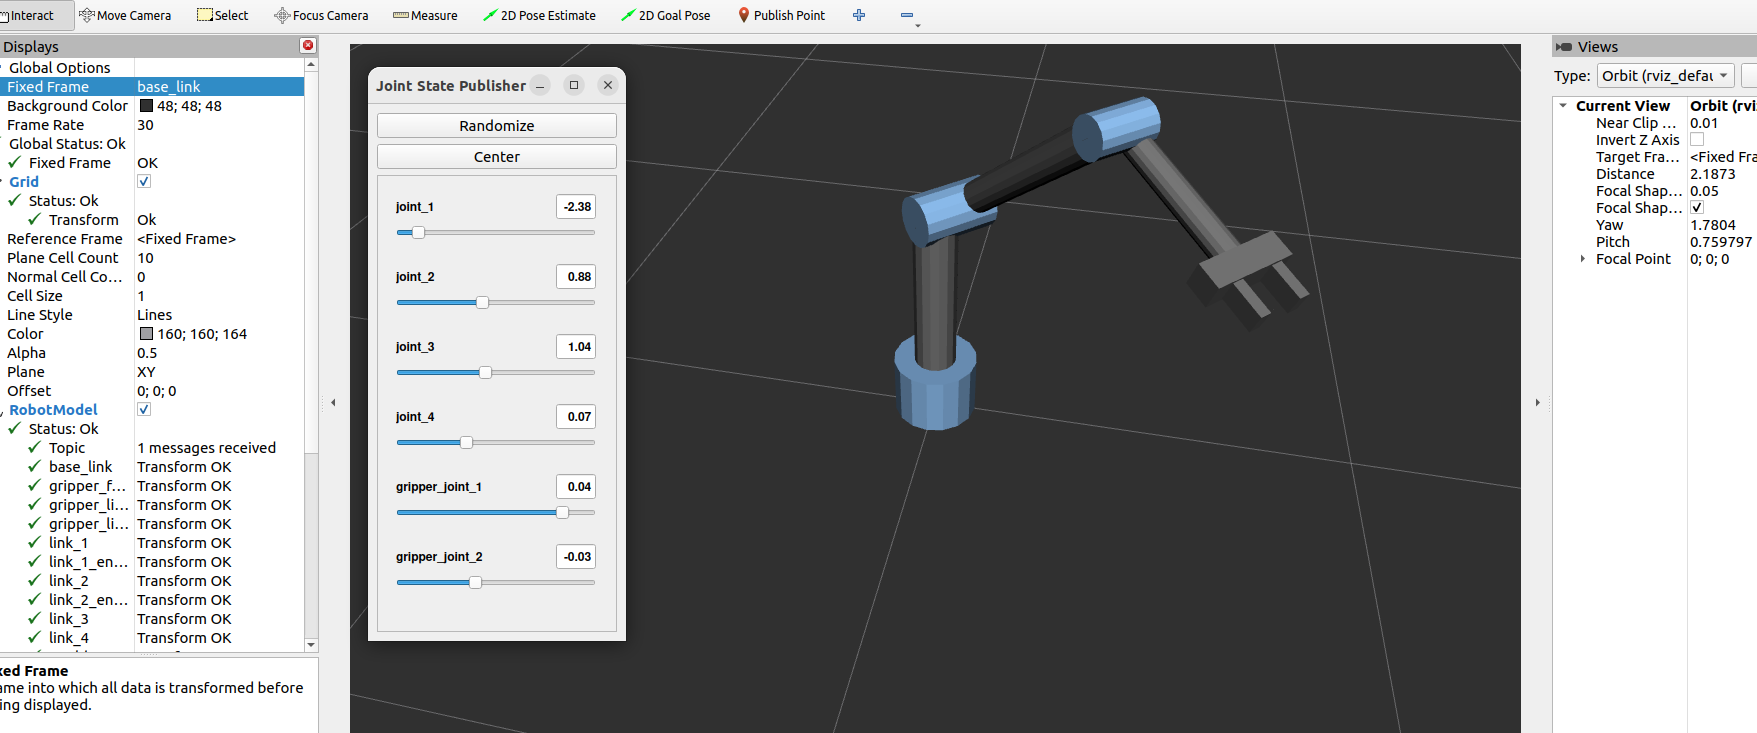 Interact Move Camera Select Focus Camera Measure 2D Pose Estimate 2D Goal Pose Publish Point
Displays
Global Options
Fixed Frame base_link
Background Color 48; 48; 48
Frame Rate 30
Global Status: Ok
Fixed Frame OK
Grid
Status: Ok
Transform Ok
Reference Frame <Fixed Frame>
Plane Cell Count 10
Normal Cell Co... 0
Cell Size 1
Line Style Lines
Color 160; 160; 164
Alpha 0.5
Plane XY
Offset 0; 0; 0
RobotModel
Status: Ok
Topic 1 messages received
base_link Transform OK
gripper_f... Transform OK
gripper_li... Transform OK
gripper_li... Transform OK
link_1 Transform OK
link_1_en... Transform OK
link_2 Transform OK
link_2_en... Transform OK
link_3 Transform OK
link_4 Transform OK
xed Frame
ame into which all data is transformed before
ing displayed.
Joint State Publisher
Randomize
Center
joint_1 -2.38
joint_2 0.88
joint_3 1.04
joint_4 0.07
gripper_joint_1 0.04
gripper_joint_2 -0.03
Views
Type: Orbit (rviz_defau
Current View Orbit (rviz
Near Clip ... 0.01
Invert Z Axis
Target Fra... <Fixed Fra
Distance 2.1873
Focal Shap... 0.05
Focal Shap...
Yaw 1.7804
Pitch 0.759797
Focal Point 0; 0; 0